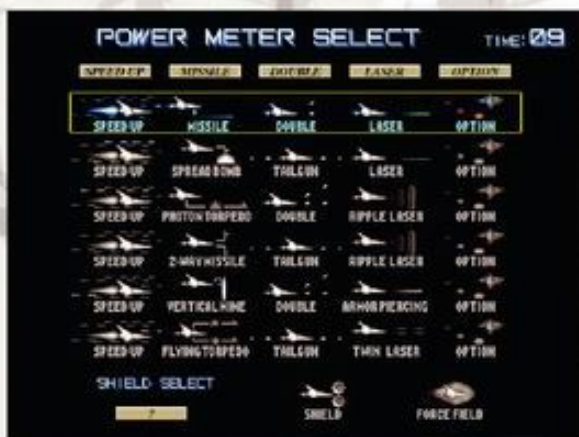 POWER METER SELECT TIME:09
SPEED UP MISSILE DOUBLE LASER OPTION
SPEED UP MISSILE DOUBLE LASER OPTION
SPEED UP SPREAD BOMB TAILGUN LASER OPTION
SPEED UP PHOTON TORPEDO DOUBLE RIPPLE LASER OPTION
SPEED UP 2-WAY MISSILE TAILGUN RIPPLE LASER OPTION
SPEED UP VERTICAL MINE DOUBLE ARMOR PIERCING OPTION
SPEED UP FLYING TORPEDO TAILGUN TWIN LASER OPTION
SHIELD SELECT
? SHIELD FORCE FIELD